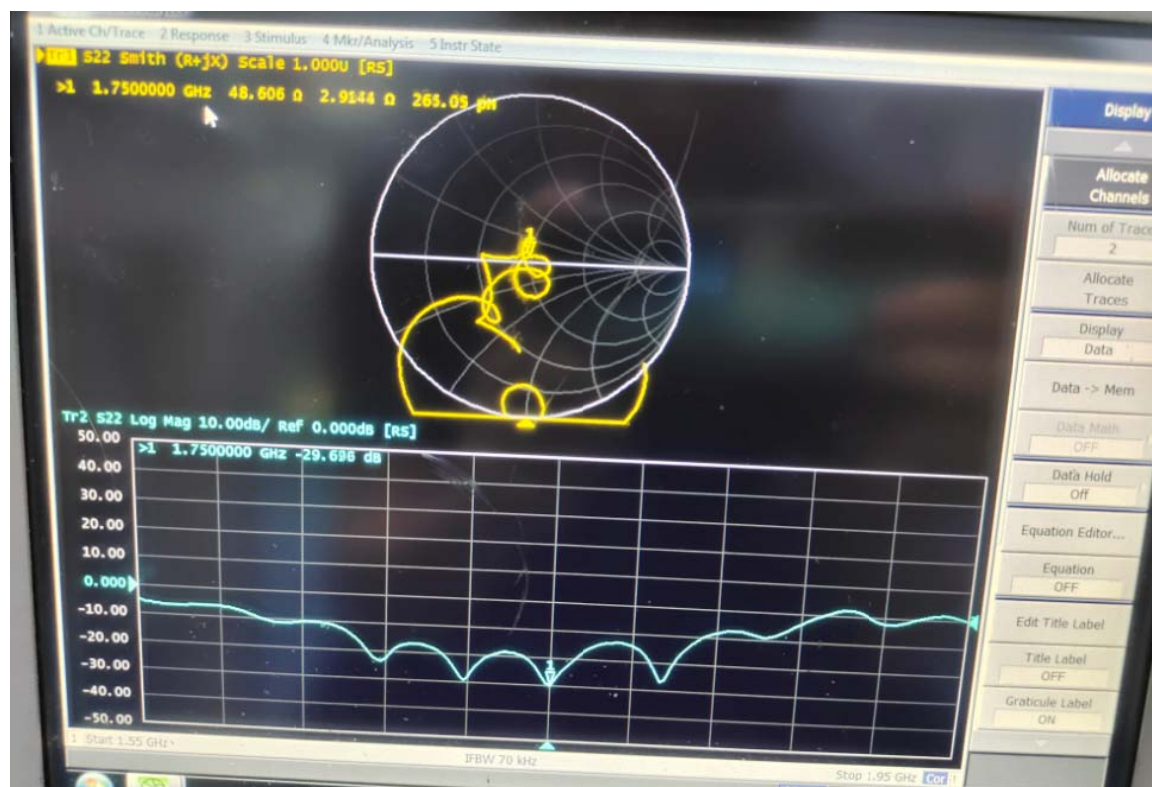 1 Active Ch/Trace 2 Response 3 Stimulus 4 Mkr/Analysis 5 Instr State
Tr1 S22 Smith (R+jX) Scale 1.000U [RS]
>1 1.7500000 GHz 48.606 Ω 2.9144 Ω 265.05 pH
1
Display
Allocate
Channels
Num of Trace
2
Allocate
Traces
Display
Data
Data -> Mem
Data Math
OFF
Data Hold
Off
Equation Editor...
Equation
OFF
Edit Title Label
Title Label
OFF
Graticule Label
ON
Tr2 S22 Log Mag 10.00dB/ Ref 0.000dB [RS]
>1 1.7500000 GHz -29.696 dB
50.00
40.00
30.00
20.00
10.00
0.000
-10.00
-20.00
-30.00
-40.00
-50.00
1
1 Start 1.55 GHz
IFBW 70 kHz
Stop 1.95 GHz Cor !